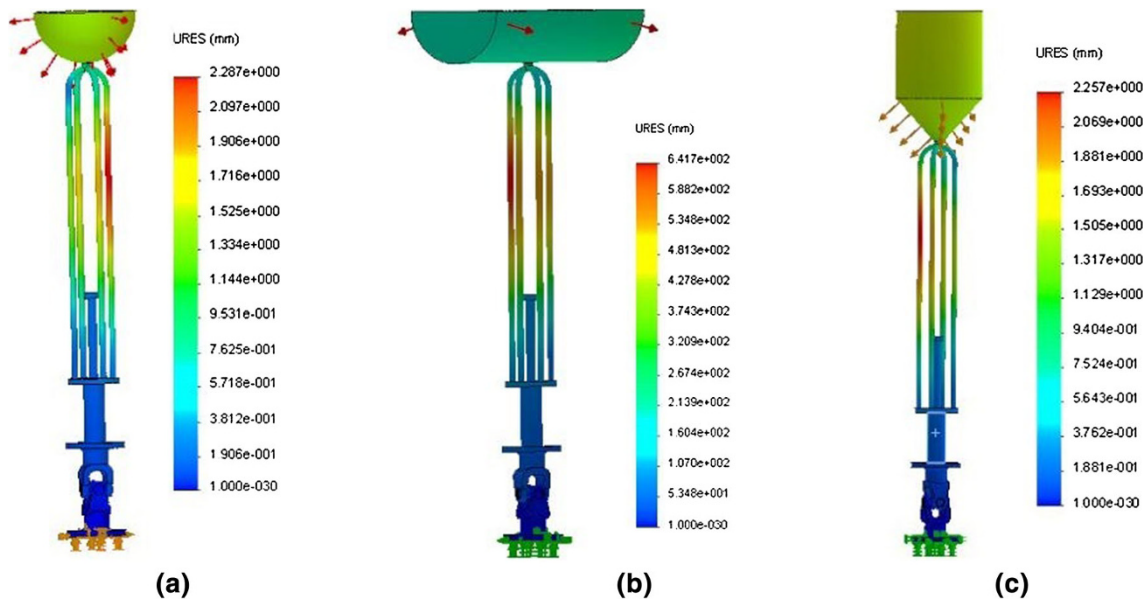 URES (mm)
2.287e+000
2.097e+000
1.906e+000
1.716e+000
1.525e+000
1.334e+000
1.144e+000
9.531e-001
7.625e-001
5.718e-001
3.812e-001
1.906e-001
1.000e-030
(a)
URES (mm)
6.417e+002
5.882e+002
5.348e+002
4.813e+002
4.278e+002
3.743e+002
3.209e+002
2.674e+002
2.139e+002
1.604e+002
1.070e+002
5.348e+001
1.000e-030
(b)
URES (mm)
2.257e+000
2.069e+000
1.881e+000
1.693e+000
1.505e+000
1.317e+000
1.129e+000
9.404e-001
7.524e-001
5.643e-001
3.762e-001
1.881e-001
1.000e-030
(c)